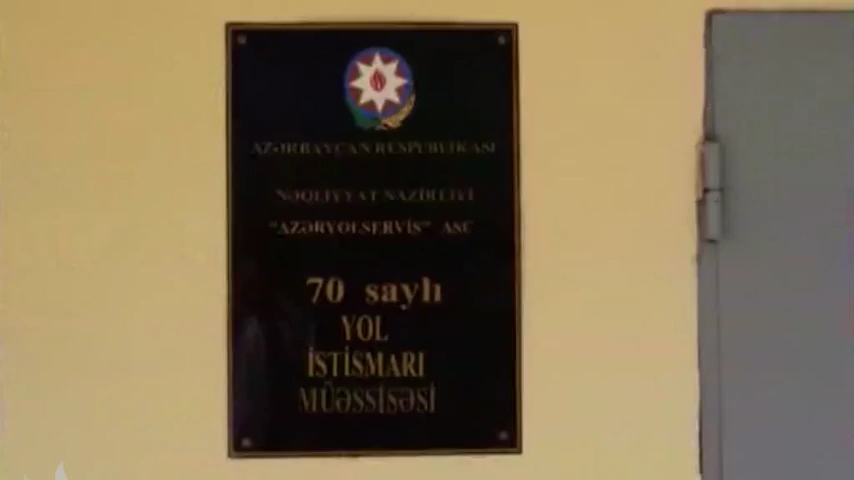 AZƏRBAYCAN RESPUBLİKASI
NƏQLİYYAT NAZİRLİYİ
"AZƏRYOLSERVİS" ASC
70 saylı
YOL
İSTİSMARI
MÜƏSSİSƏSİ